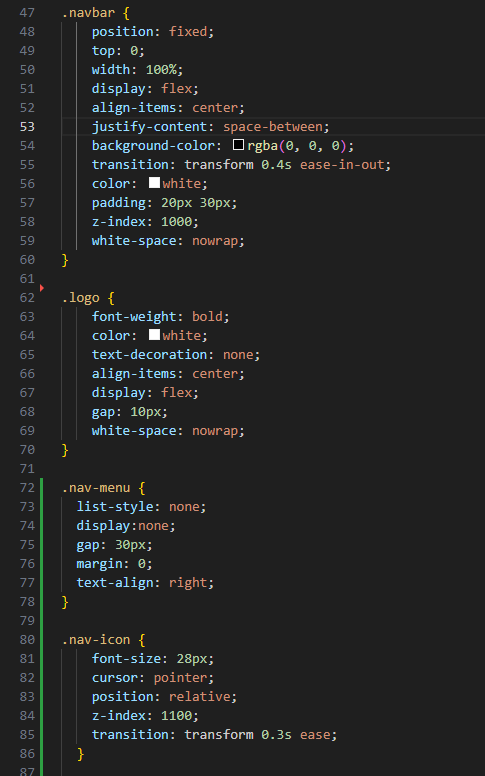 47 .navbar {
48 position: fixed;
49 top: 0;
50 width: 100%;
51 display: flex;
52 align-items: center;
53 justify-content: space-between;
54 background-color: rgba(0, 0, 0);
55 transition: transform 0.4s ease-in-out;
56 color: white;
57 padding: 20px 30px;
58 z-index: 1000;
59 white-space: nowrap;
60 }
61
62 .logo {
63 font-weight: bold;
64 color: white;
65 text-decoration: none;
66 align-items: center;
67 display: flex;
68 gap: 10px;
69 white-space: nowrap;
70 }
71
72 .nav-menu {
73 list-style: none;
74 display:none;
75 gap: 30px;
76 margin: 0;
77 text-align: right;
78 }
79
80 .nav-icon {
81 font-size: 28px;
82 cursor: pointer;
83 position: relative;
84 z-index: 1100;
85 transition: transform 0.3s ease;
86 }
87